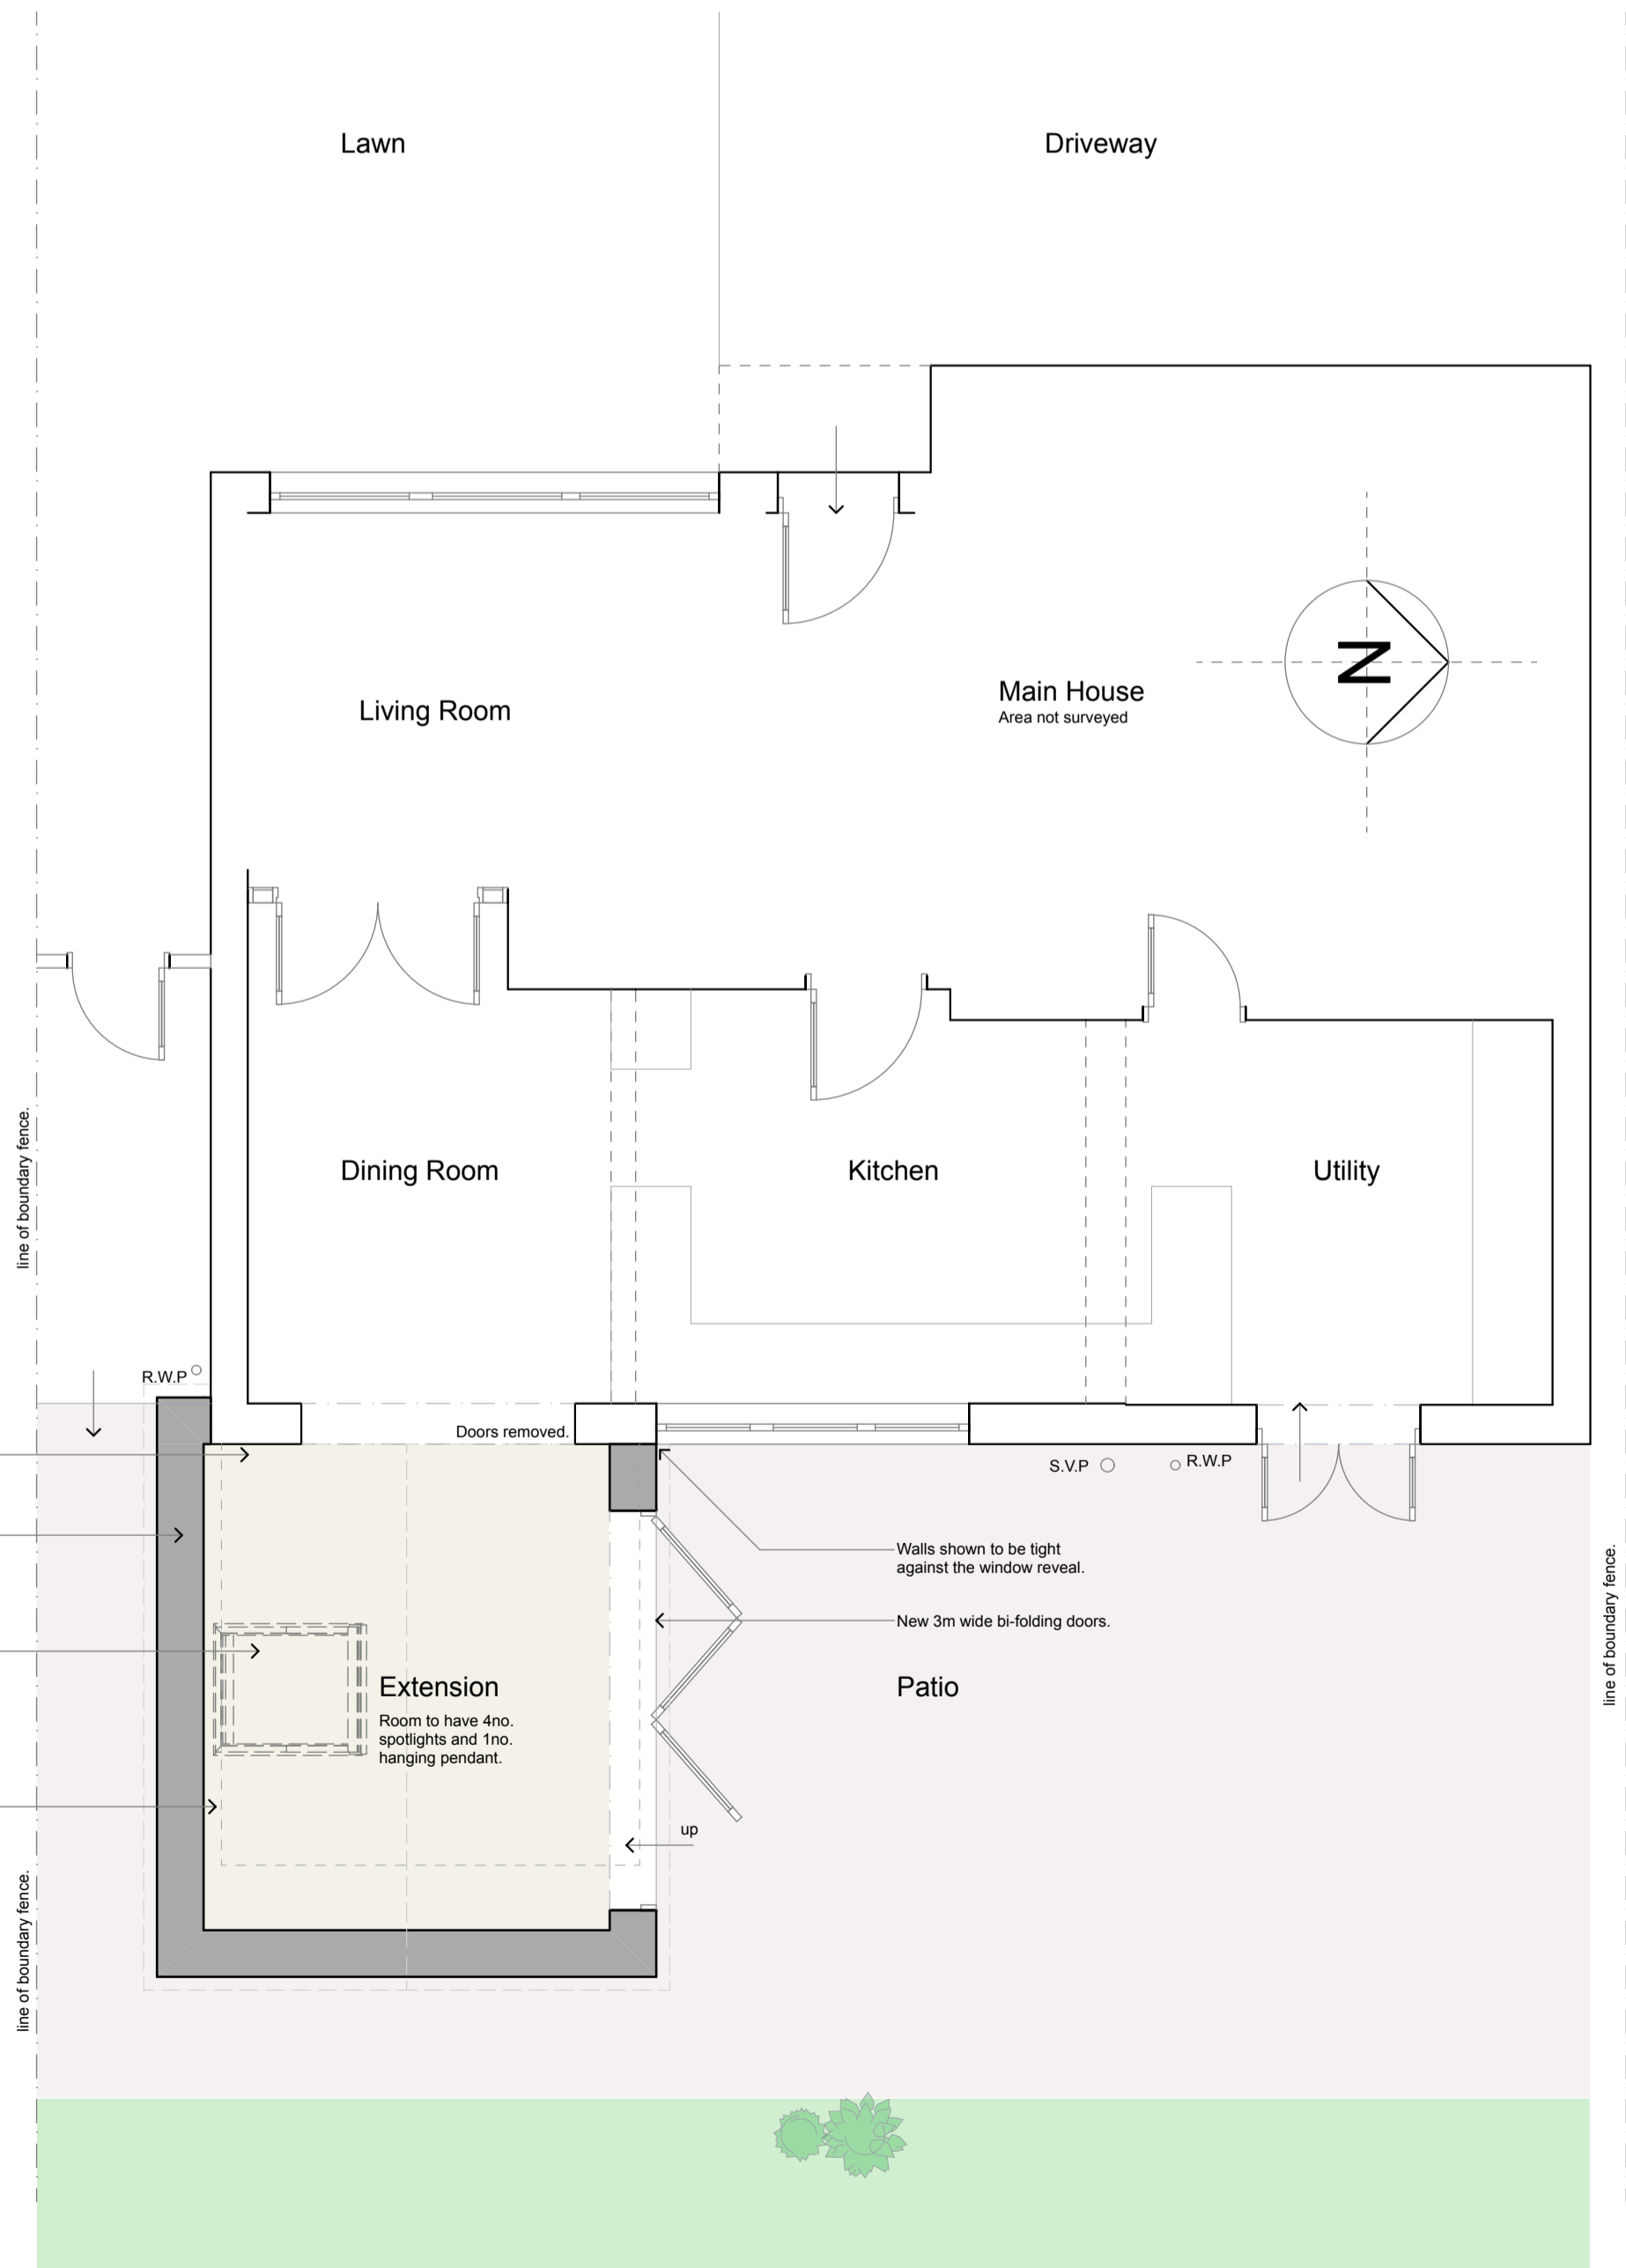 Lawn
Driveway
N
Living Room
Main House
Area not surveyed
line of boundary fence.
Dining Room
Kitchen
Utility
R.W.P
Doors removed.
S.V.P
R.W.P
Walls shown to be tight
against the window reveal.
New 3m wide bi-folding doors.
line of boundary fence.
Extension
Room to have 4no.
spotlights and 1no.
hanging pendant.
Patio
up
line of boundary fence.